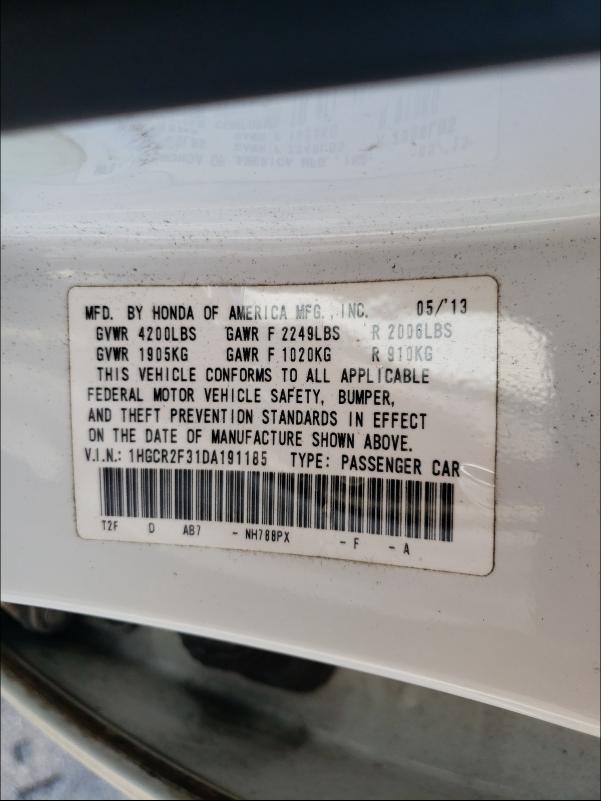 MFD. BY HONDA OF AMERICA MFG., INC. 05/'13
GVWR 4200LBS GAWR F 2249LBS R 2006LBS
GVWR 1905KG GAWR F 1020KG R 910KG
THIS VEHICLE CONFORMS TO ALL APPLICABLE
FEDERAL MOTOR VEHICLE SAFETY, BUMPER,
AND THEFT PREVENTION STANDARDS IN EFFECT
ON THE DATE OF MANUFACTURE SHOWN ABOVE.
V.I.N.: 1HGCR2F31DA191185 TYPE: PASSENGER CAR
T2F D AB7 - NH788PX - F - A